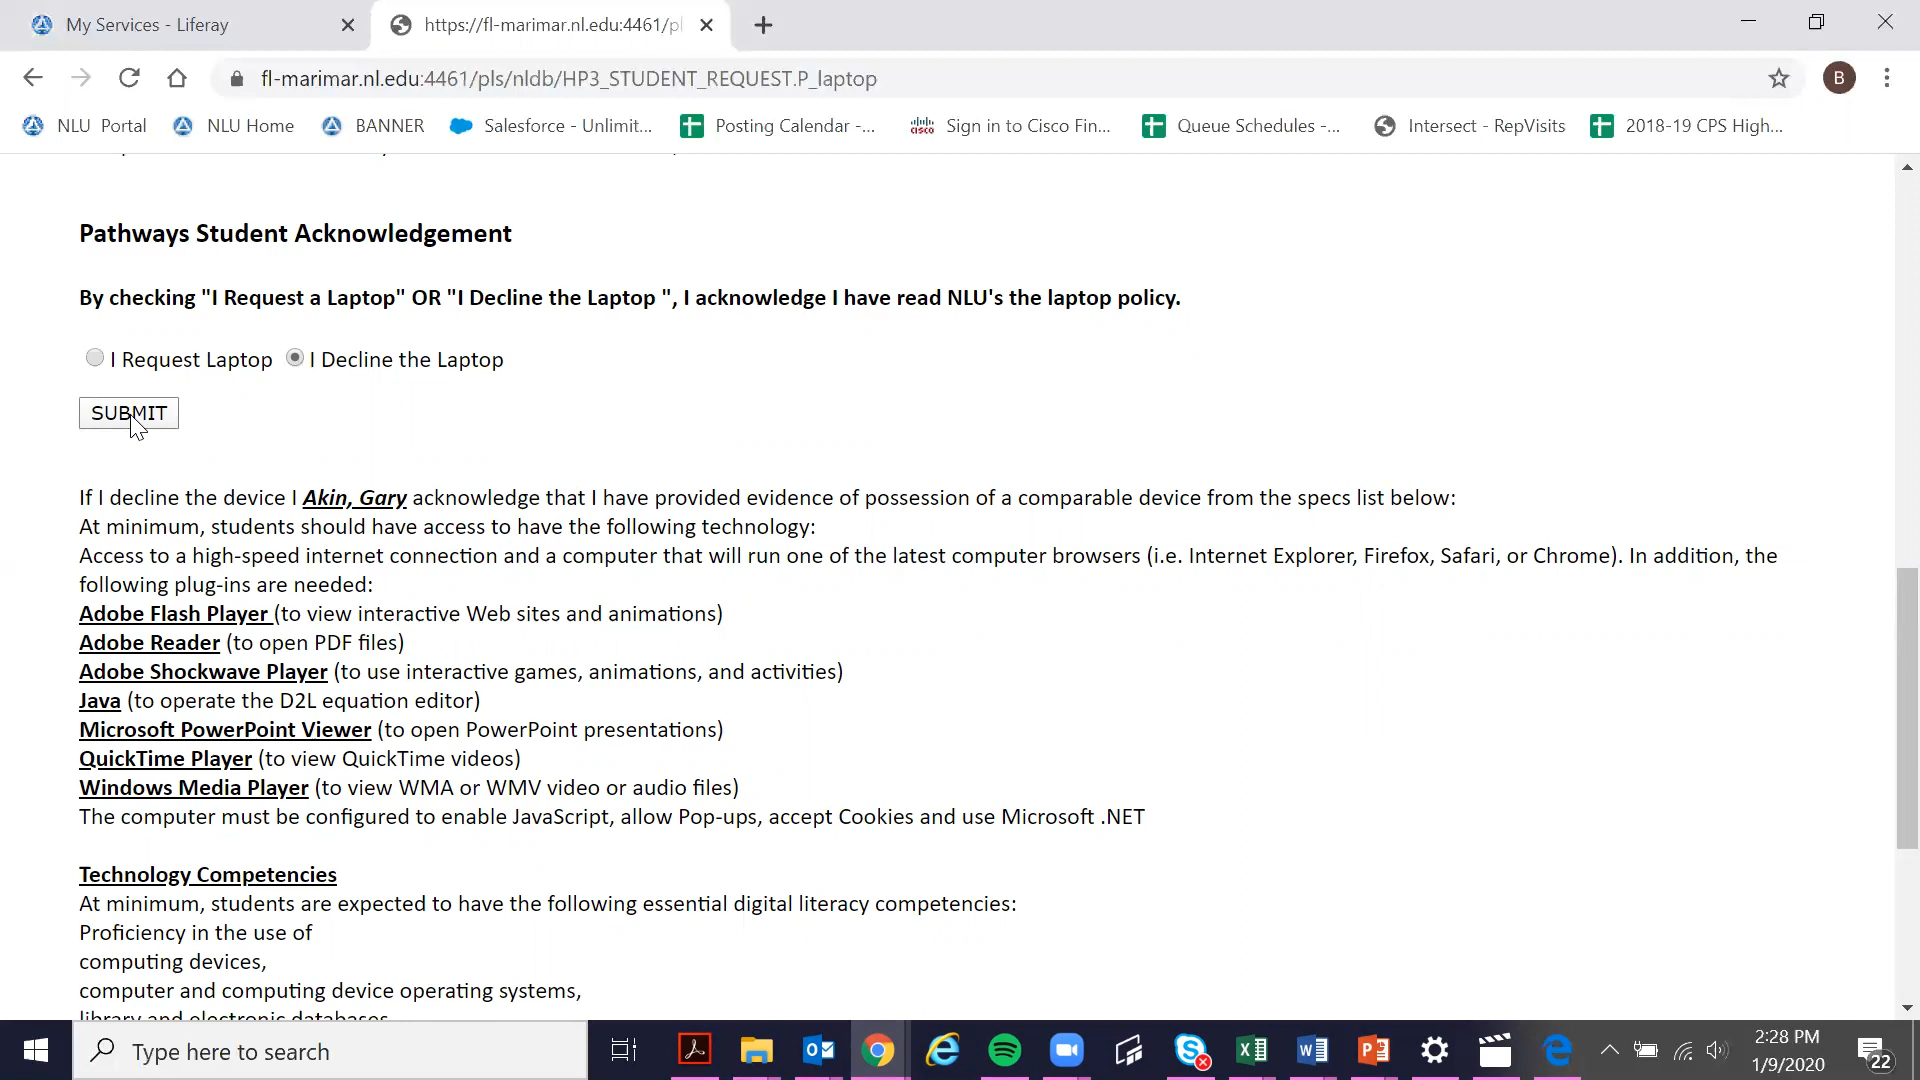 My Services - Liferay
https://fl-marimar.nl.edu:4461/pl
fl-marimar.nl.edu:4461/pls/nldb/HP3_STUDENT_REQUEST.P_laptop
B
NLU Portal
NLU Home
BANNER
Salesforce - Unlimit...
Posting Calendar -...
cisco
Sign in to Cisco Fin...
Queue Schedules -...
Intersect - RepVisits
2018-19 CPS High...
Pathways Student Acknowledgement
By checking "I Request a Laptop" OR "I Decline the Laptop ", I acknowledge I have read NLU's the laptop policy.
I Request Laptop I Decline the Laptop
SUBMIT
If I decline the device I Akin, Gary acknowledge that I have provided evidence of possession of a comparable device from the specs list below:
At minimum, students should have access to have the following technology:
Access to a high-speed internet connection and a computer that will run one of the latest computer browsers (i.e. Internet Explorer, Firefox, Safari, or Chrome). In addition, the
following plug-ins are needed:
Adobe Flash Player (to view interactive Web sites and animations)
Adobe Reader (to open PDF files)
Adobe Shockwave Player (to use interactive games, animations, and activities)
Java (to operate the D2L equation editor)
Microsoft PowerPoint Viewer (to open PowerPoint presentations)
QuickTime Player (to view QuickTime videos)
Windows Media Player (to view WMA or WMV video or audio files)
The computer must be configured to enable JavaScript, allow Pop-ups, accept Cookies and use Microsoft .NET
Technology Competencies
At minimum, students are expected to have the following essential digital literacy competencies:
Proficiency in the use of
computing devices,
computer and computing device operating systems,
library and electronic databases
Type here to search
2:28 PM
1/9/2020
22